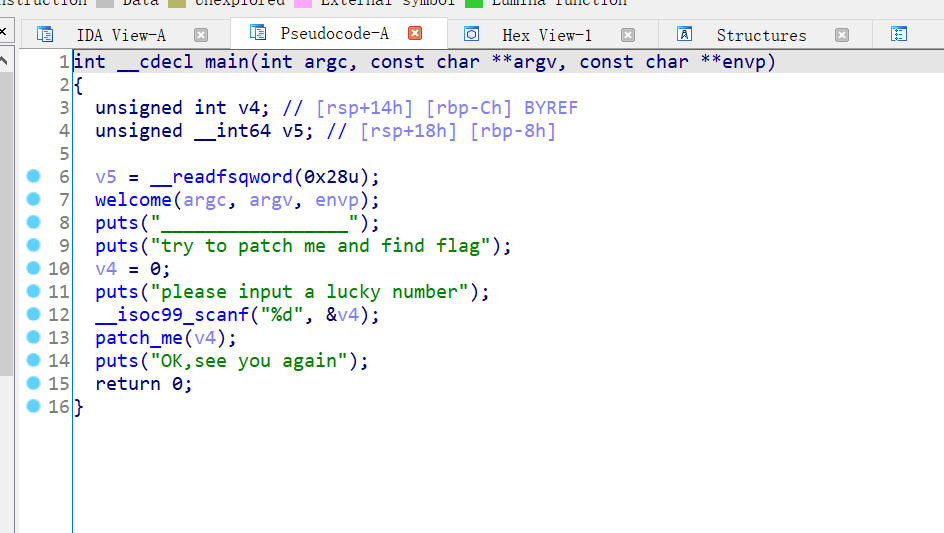 nstruction Data Unexplored External symbol Lumina function
IDA View-A Pseudocode-A Hex View-1 Structures
1 int __cdecl main(int argc, const char **argv, const char **envp)
2 {
3 unsigned int v4; // [rsp+14h] [rbp-Ch] BYREF
4 unsigned __int64 v5; // [rsp+18h] [rbp-8h]
5
6 v5 = __readfsqword(0x28u);
7 welcome(argc, argv, envp);
8 puts("_________________");
9 puts("try to patch me and find flag");
10 v4 = 0;
11 puts("please input a lucky number");
12 __isoc99_scanf("%d", &v4);
13 patch_me(v4);
14 puts("OK,see you again");
15 return 0;
16 }